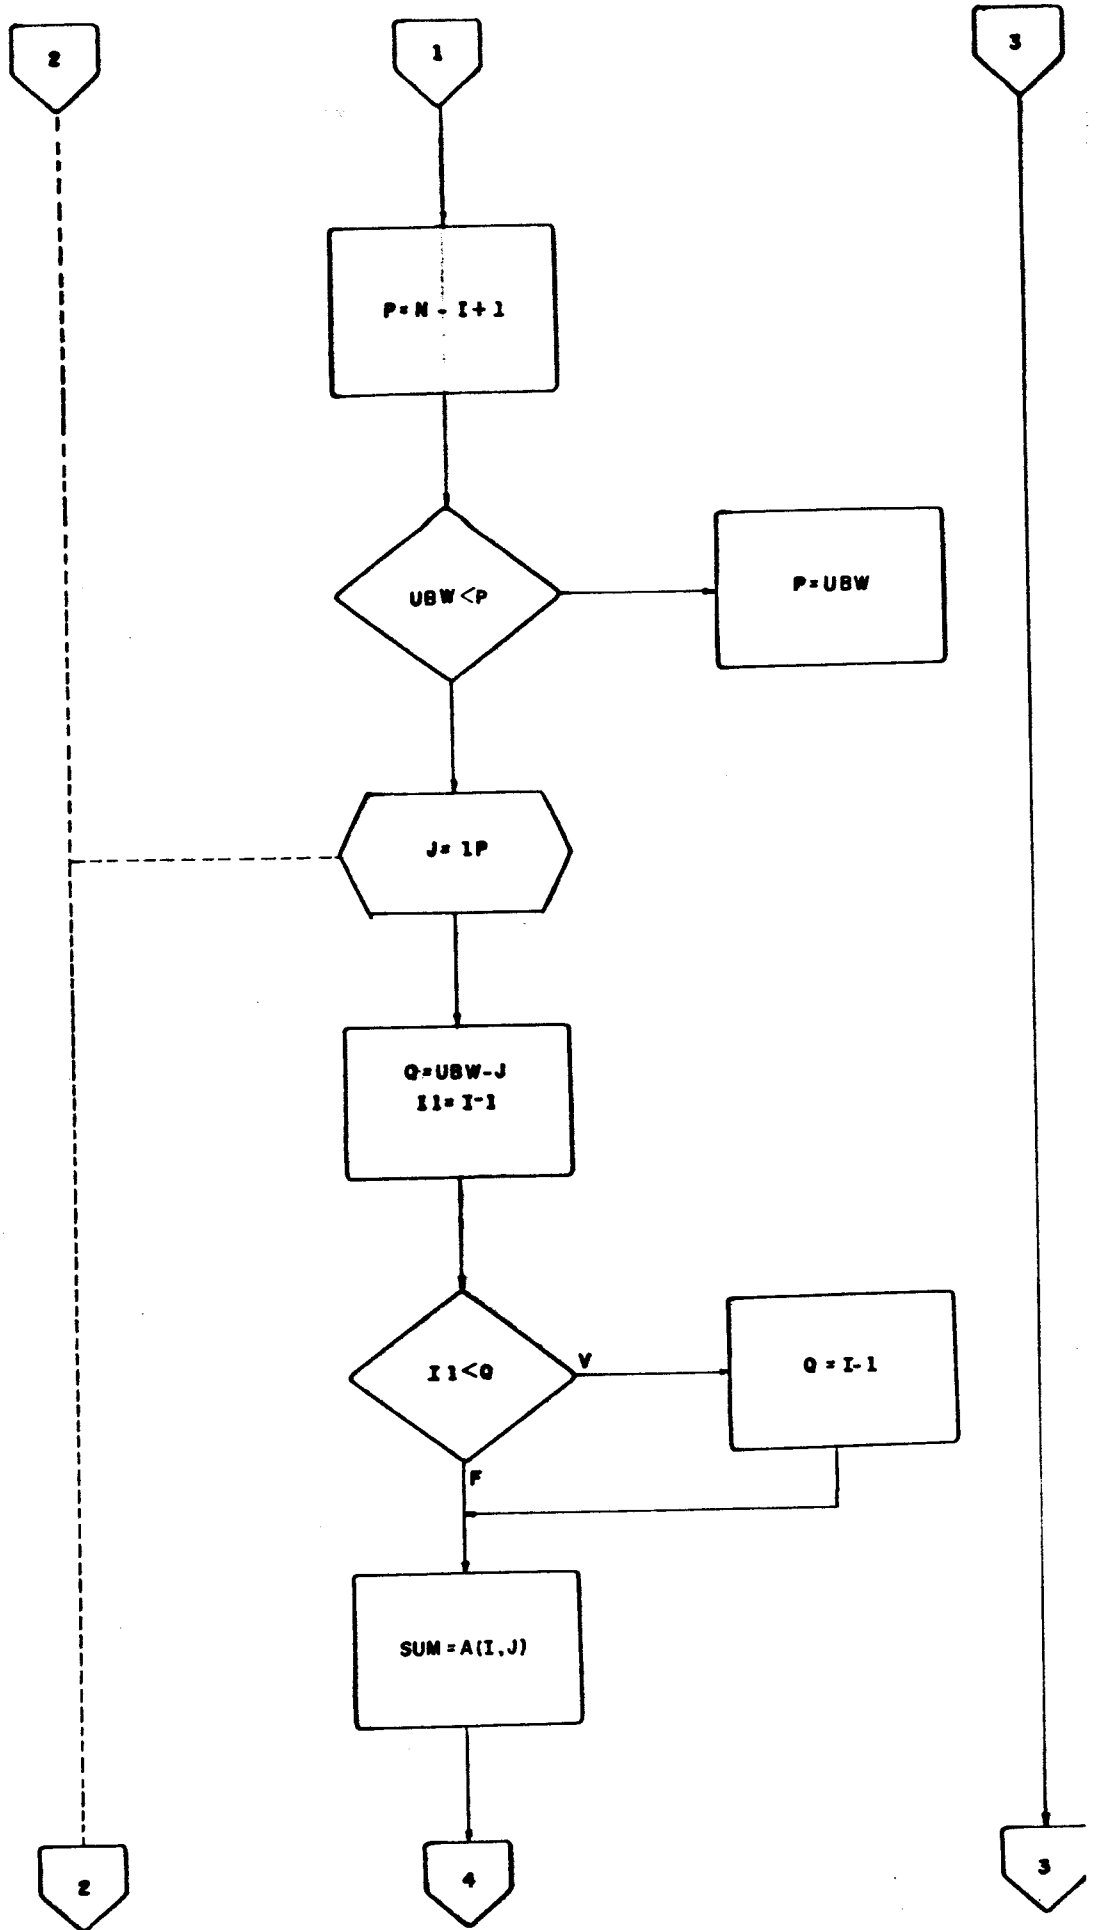 2
1
3
P=N-I+1
UBW<P
P=UBW
J=1P
Q=UBW-J
I1=I-1
I1<Q
V
Q=I-1
F
SUM=A(I,J)
2
4
3